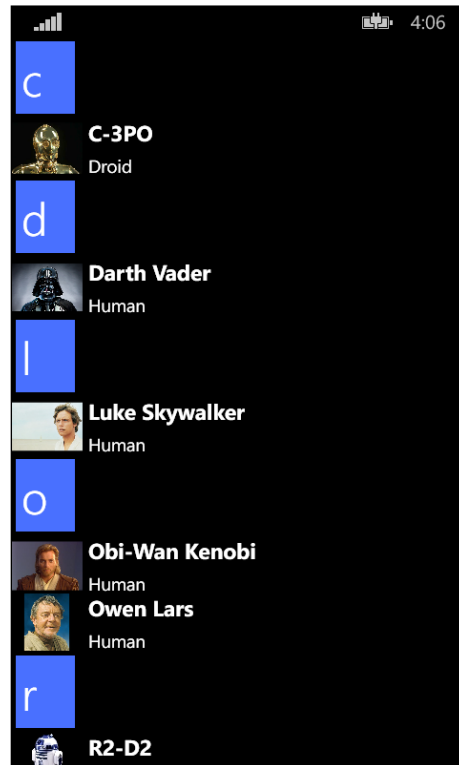 4:06
c
C-3PO
Droid
d
Darth Vader
Human
l
Luke Skywalker
Human
o
Obi-Wan Kenobi
Human
Owen Lars
Human
r
R2-D2